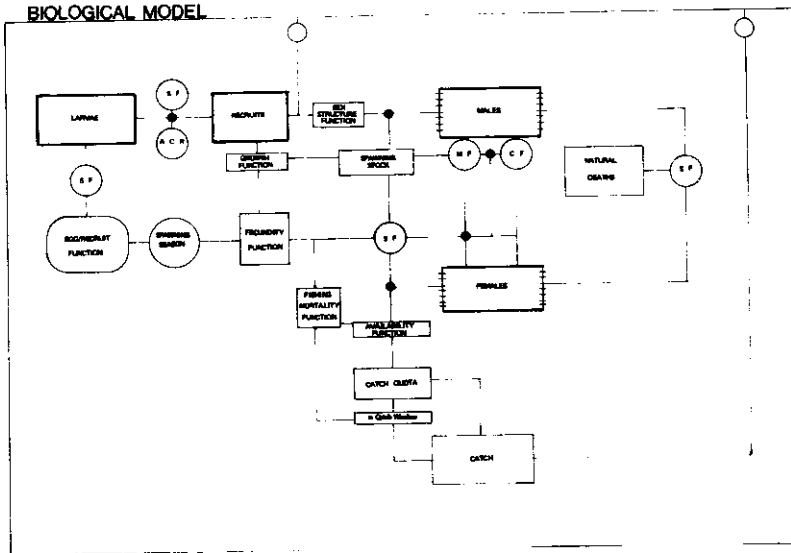 BIOLOGICAL MODEL
S F
LARVAE
RECRUITS
SEX
STRUCTURE
FUNCTION
MALES
A C R
GROWTH
FUNCTION
SPAWNING
STOCK
M F
C F
NATURAL
DEATHS
S F
S F
EGG/RECRUIT
FUNCTION
SPAWNING
SEASON
FECUNDITY
FUNCTION
S F
FEMALES
FISHING
MORTALITY
FUNCTION
AVAILABILITY
FUNCTION
CATCH QUOTA
CATCH